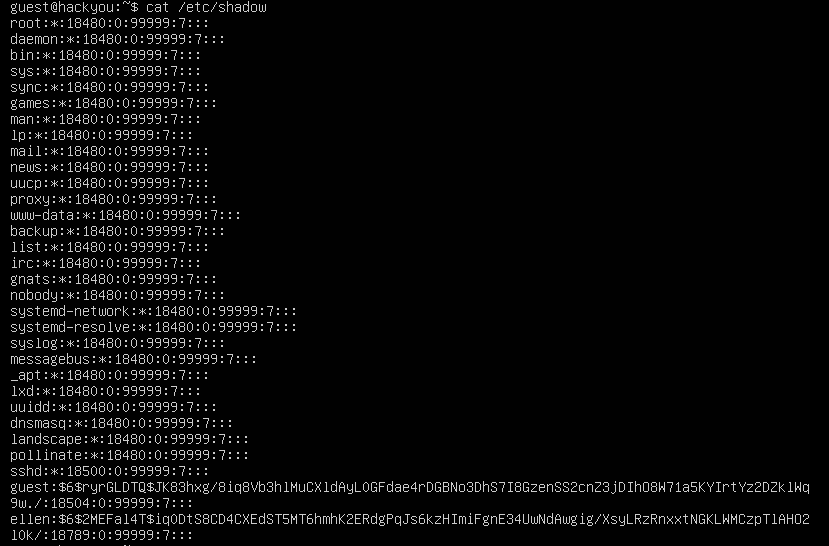 guest@hackyou:~$ cat /etc/shadow
root:*:18480:0:99999:7:::
daemon:*:18480:0:99999:7:::
bin:*:18480:0:99999:7:::
sys:*:18480:0:99999:7:::
sync:*:18480:0:99999:7:::
games:*:18480:0:99999:7:::
man:*:18480:0:99999:7:::
lp:*:18480:0:99999:7:::
mail:*:18480:0:99999:7:::
news:*:18480:0:99999:7:::
uucp:*:18480:0:99999:7:::
proxy:*:18480:0:99999:7:::
www-data:*:18480:0:99999:7:::
backup:*:18480:0:99999:7:::
list:*:18480:0:99999:7:::
irc:*:18480:0:99999:7:::
gnats:*:18480:0:99999:7:::
nobody:*:18480:0:99999:7:::
systemd-network:*:18480:0:99999:7:::
systemd-resolve:*:18480:0:99999:7:::
syslog:*:18480:0:99999:7:::
messagebus:*:18480:0:99999:7:::
_apt:*:18480:0:99999:7:::
lxd:*:18480:0:99999:7:::
uuidd:*:18480:0:99999:7:::
dnsmasq:*:18480:0:99999:7:::
landscape:*:18480:0:99999:7:::
pollinate:*:18480:0:99999:7:::
sshd:*:18500:0:99999:7:::
guest:$6$ryrGLDTQ$JK83hxg/8iq8Vb3hlMuCXldAyL0GFdae4rDGBNo3DhS7I8GzenSS2cnZ3jDIhO8W71a5KYIrtYz2DZklWq
9w./:18504:0:99999:7:::
ellen:$6$2MEFal4T$iq0DtS8CD4CXEdST5MT6hmhK2ERdgPqJs6kzHImiFgnE34UwNdAwgig/XsyLRzRnxxtNGKLWMCzpTlAHO2
l0k/:18789:0:99999:7:::